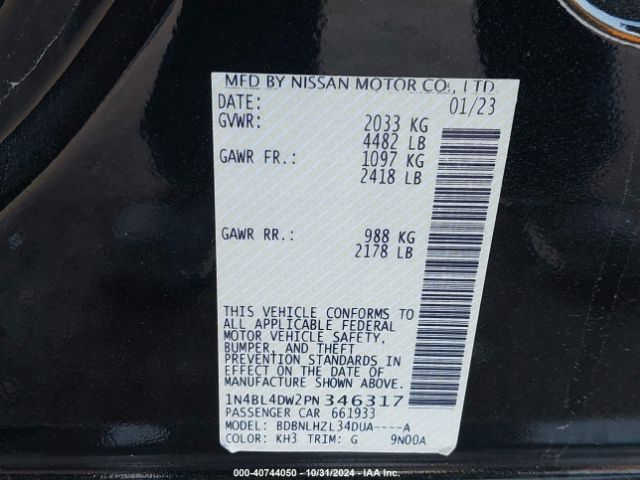 MFD BY NISSAN MOTOR CO., LTD.
DATE: 01/23
GVWR: 2033 KG
4482 LB
GAWR FR.: 1097 KG
2418 LB
GAWR RR.: 988 KG
2178 LB
THIS VEHICLE CONFORMS TO
ALL APPLICABLE FEDERAL
MOTOR VEHICLE SAFETY,
BUMPER, AND THEFT
PREVENTION STANDARDS IN
EFFECT ON THE DATE OF
MANUFACTURE SHOWN ABOVE.
1N4BL4DW2PN346317
PASSENGER CAR 661933
MODEL: BDBNLHZL34DUA----A
COLOR: KH3 TRIM: G 9N00A
© - 40744050 - 10/31/2024 - IAAI.COM